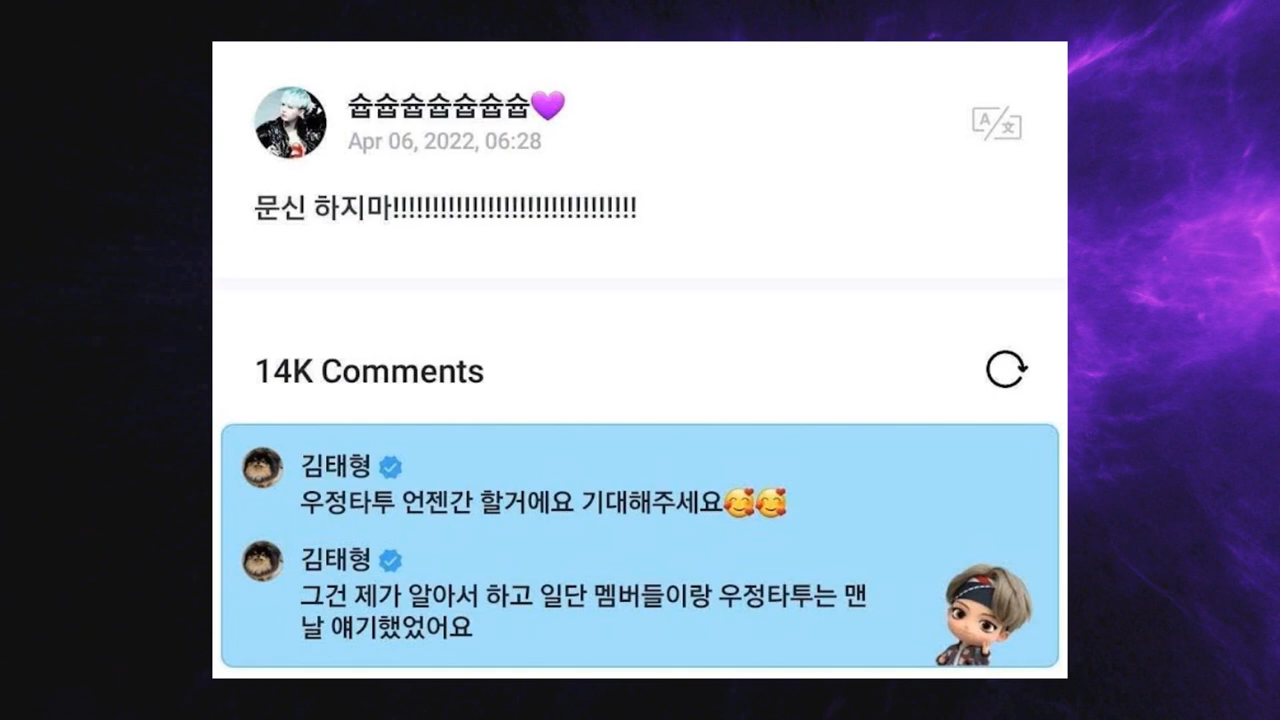 슙슙슙슙슙슙슙💜
Apr 06, 2022, 06:28
A/文
문신 하지마!!!!!!!!!!!!!!!!!!!!!!!!!!!!!!!
14K Comments
김태형
우정타투 언젠간 할거에요 기대해주세요🥰🥰
김태형
그건 제가 알아서 하고 일단 멤버들이랑 우정타투는 맨
날 얘기했었어요